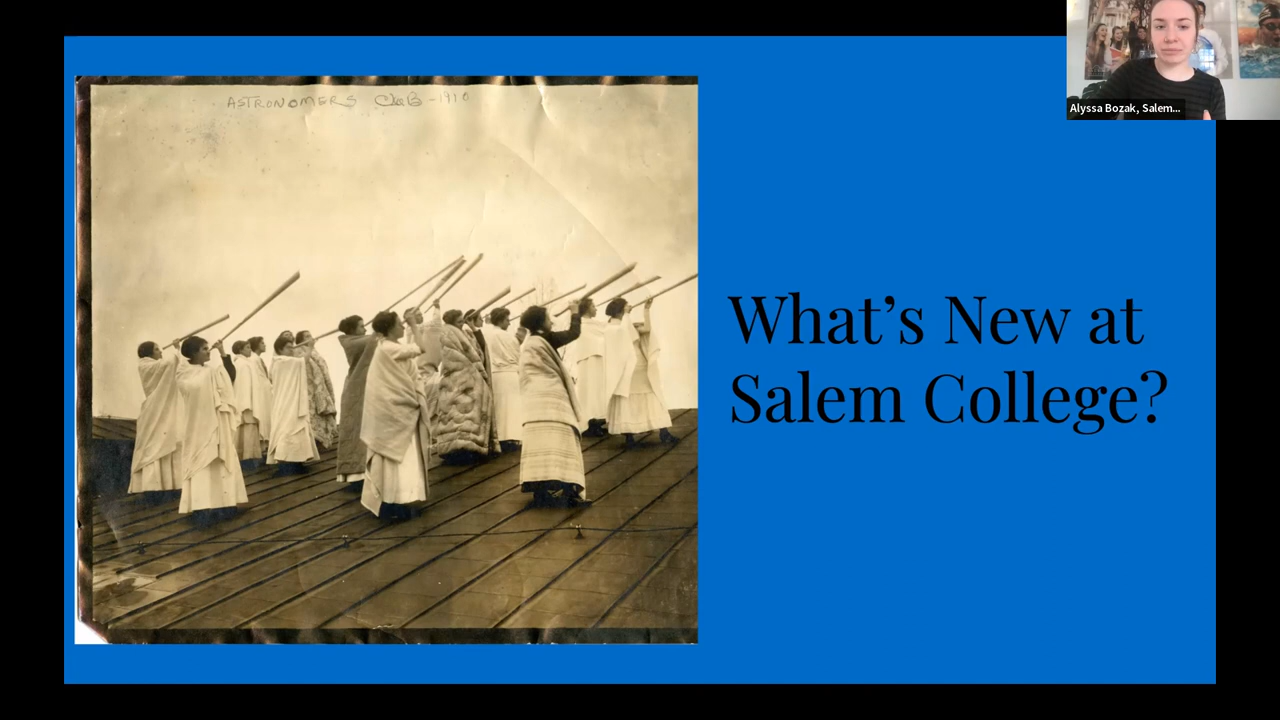 ASTRONOMERS CluB -1910
What's New at
Salem College?
Alyssa Bozak, Salem...